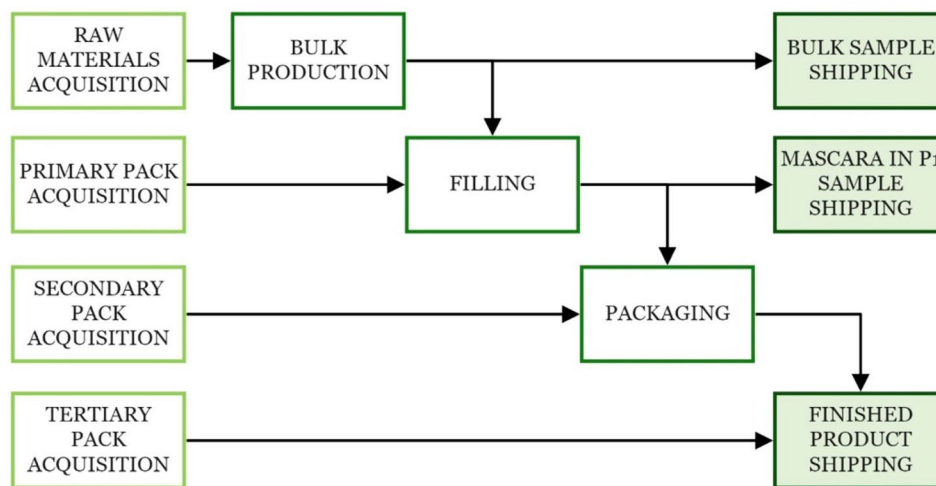 RAW
MATERIALS
ACQUISITION
BULK
PRODUCTION
BULK SAMPLE
SHIPPING
PRIMARY PACK
ACQUISITION
FILLING
MASCARA IN P1
SAMPLE
SHIPPING
SECONDARY
PACK
ACQUISITION
PACKAGING
TERTIARY
PACK
ACQUISITION
FINISHED
PRODUCT
SHIPPING